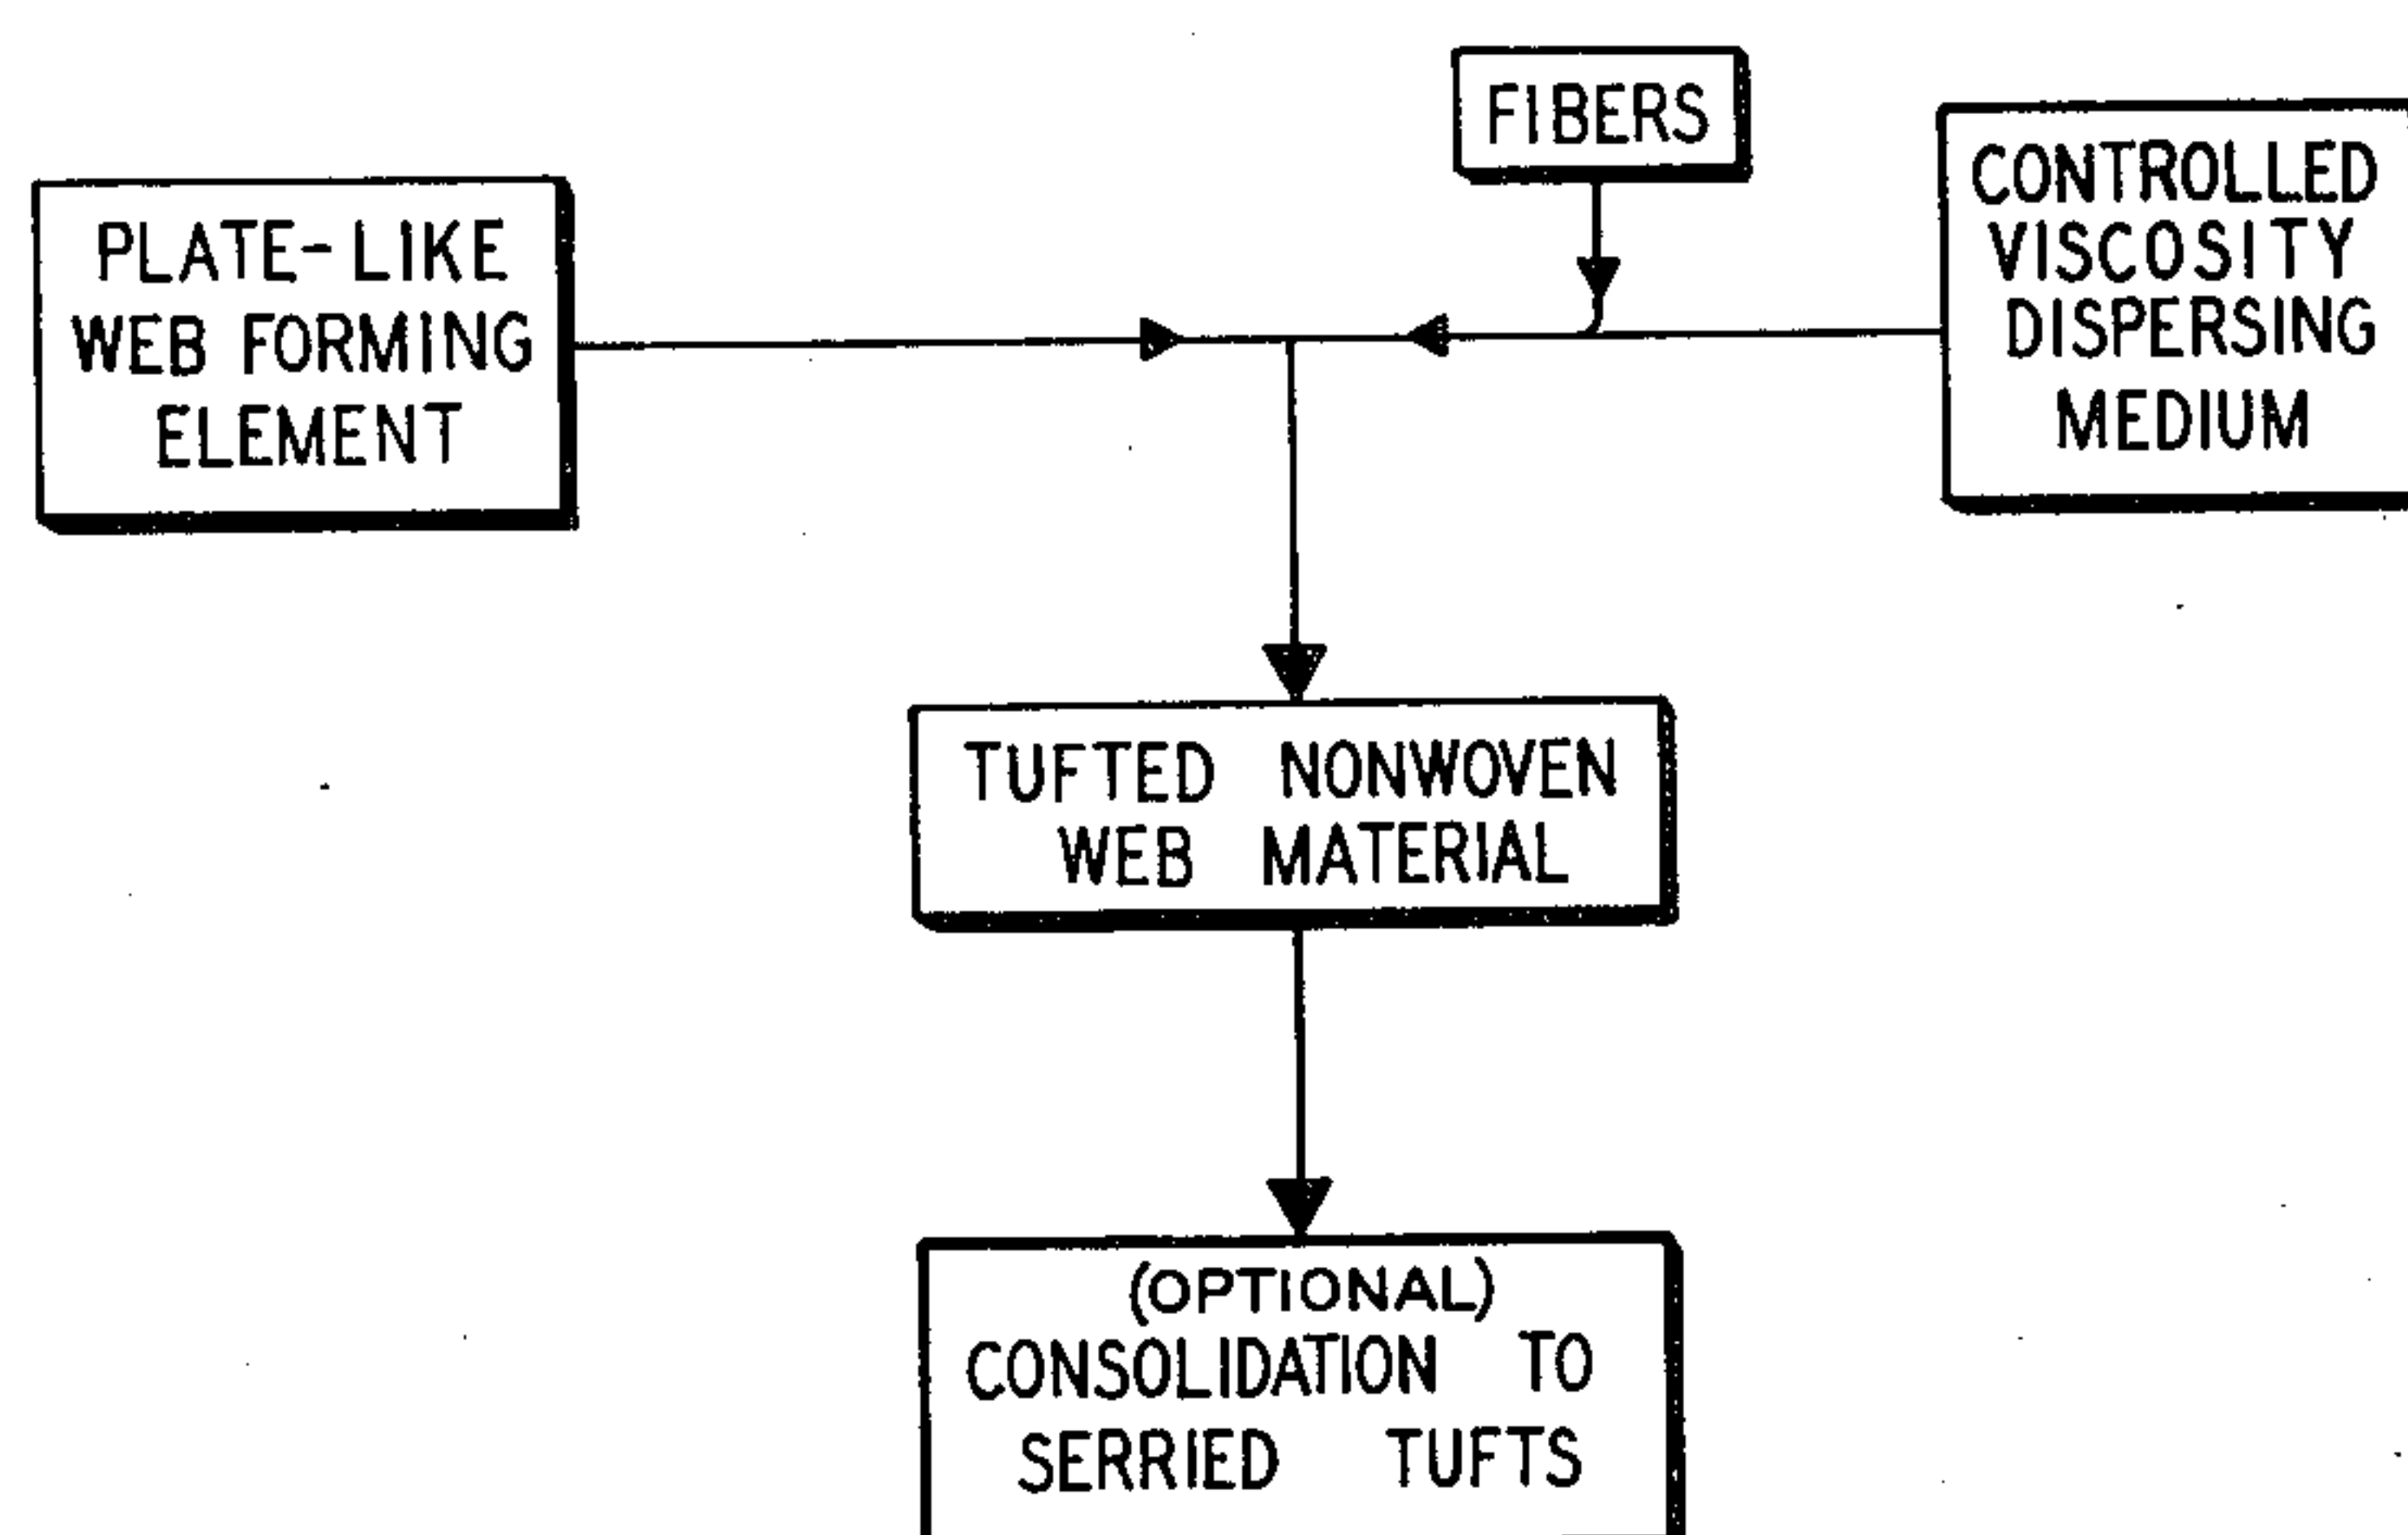 FIBERS
PLATE-LIKE
WEB FORMING
ELEMENT
CONTROLLED
VISCOSITY
DISPERSING
MEDIUM
TUFTED NONWOVEN
WEB MATERIAL
(OPTIONAL)
CONSOLIDATION TO
SERRIED TUFTS